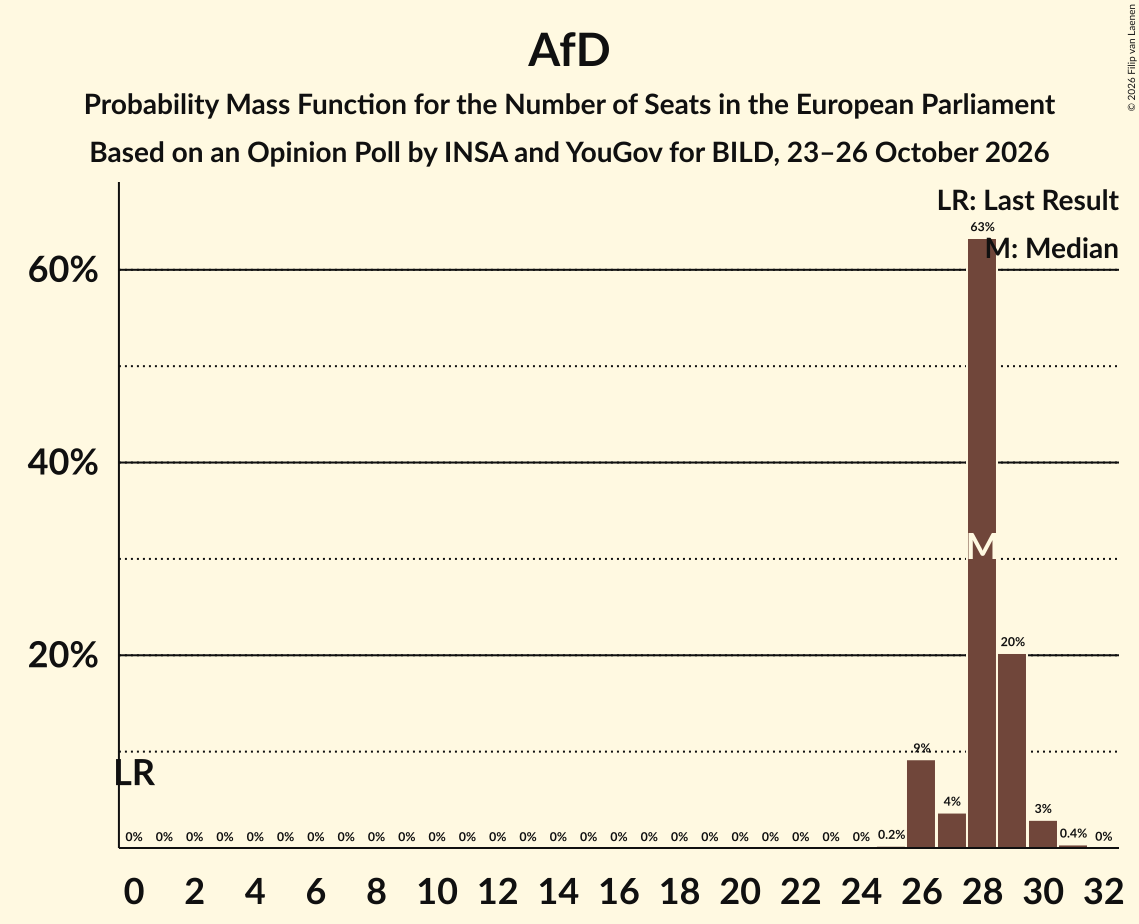 AfD
Probability Mass Function for the Number of Seats in the European Parliament
Based on an Opinion Poll by INSA and YouGov for BILD, 23–26 October 2026
© 2026 Filip van Laenen
LR: Last Result
M: Median
60%
40%
20%
63%
M
20%
9%
4%
3%
0.2%
0.4%
LR
0% 0% 0% 0% 0% 0% 0% 0% 0% 0% 0% 0% 0% 0% 0% 0% 0% 0% 0% 0% 0% 0% 0% 0% 0% 0%
0 2 4 6 8 10 12 14 16 18 20 22 24 26 28 30 32